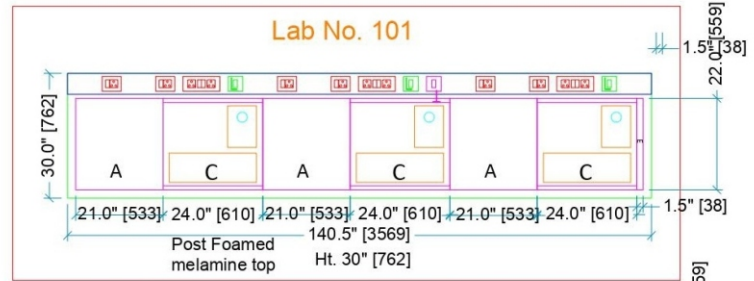 Lab No. 101
1.5" [38]
22.0" [559]
30.0" [762]
A C A C A C
21.0" [533] 24.0" [610] 21.0" [533] 24.0" [610] 21.0" [533] 24.0" [610]
1.5" [38]
140.5" [3569]
Post Foamed
melamine top
Ht. 30" [762]